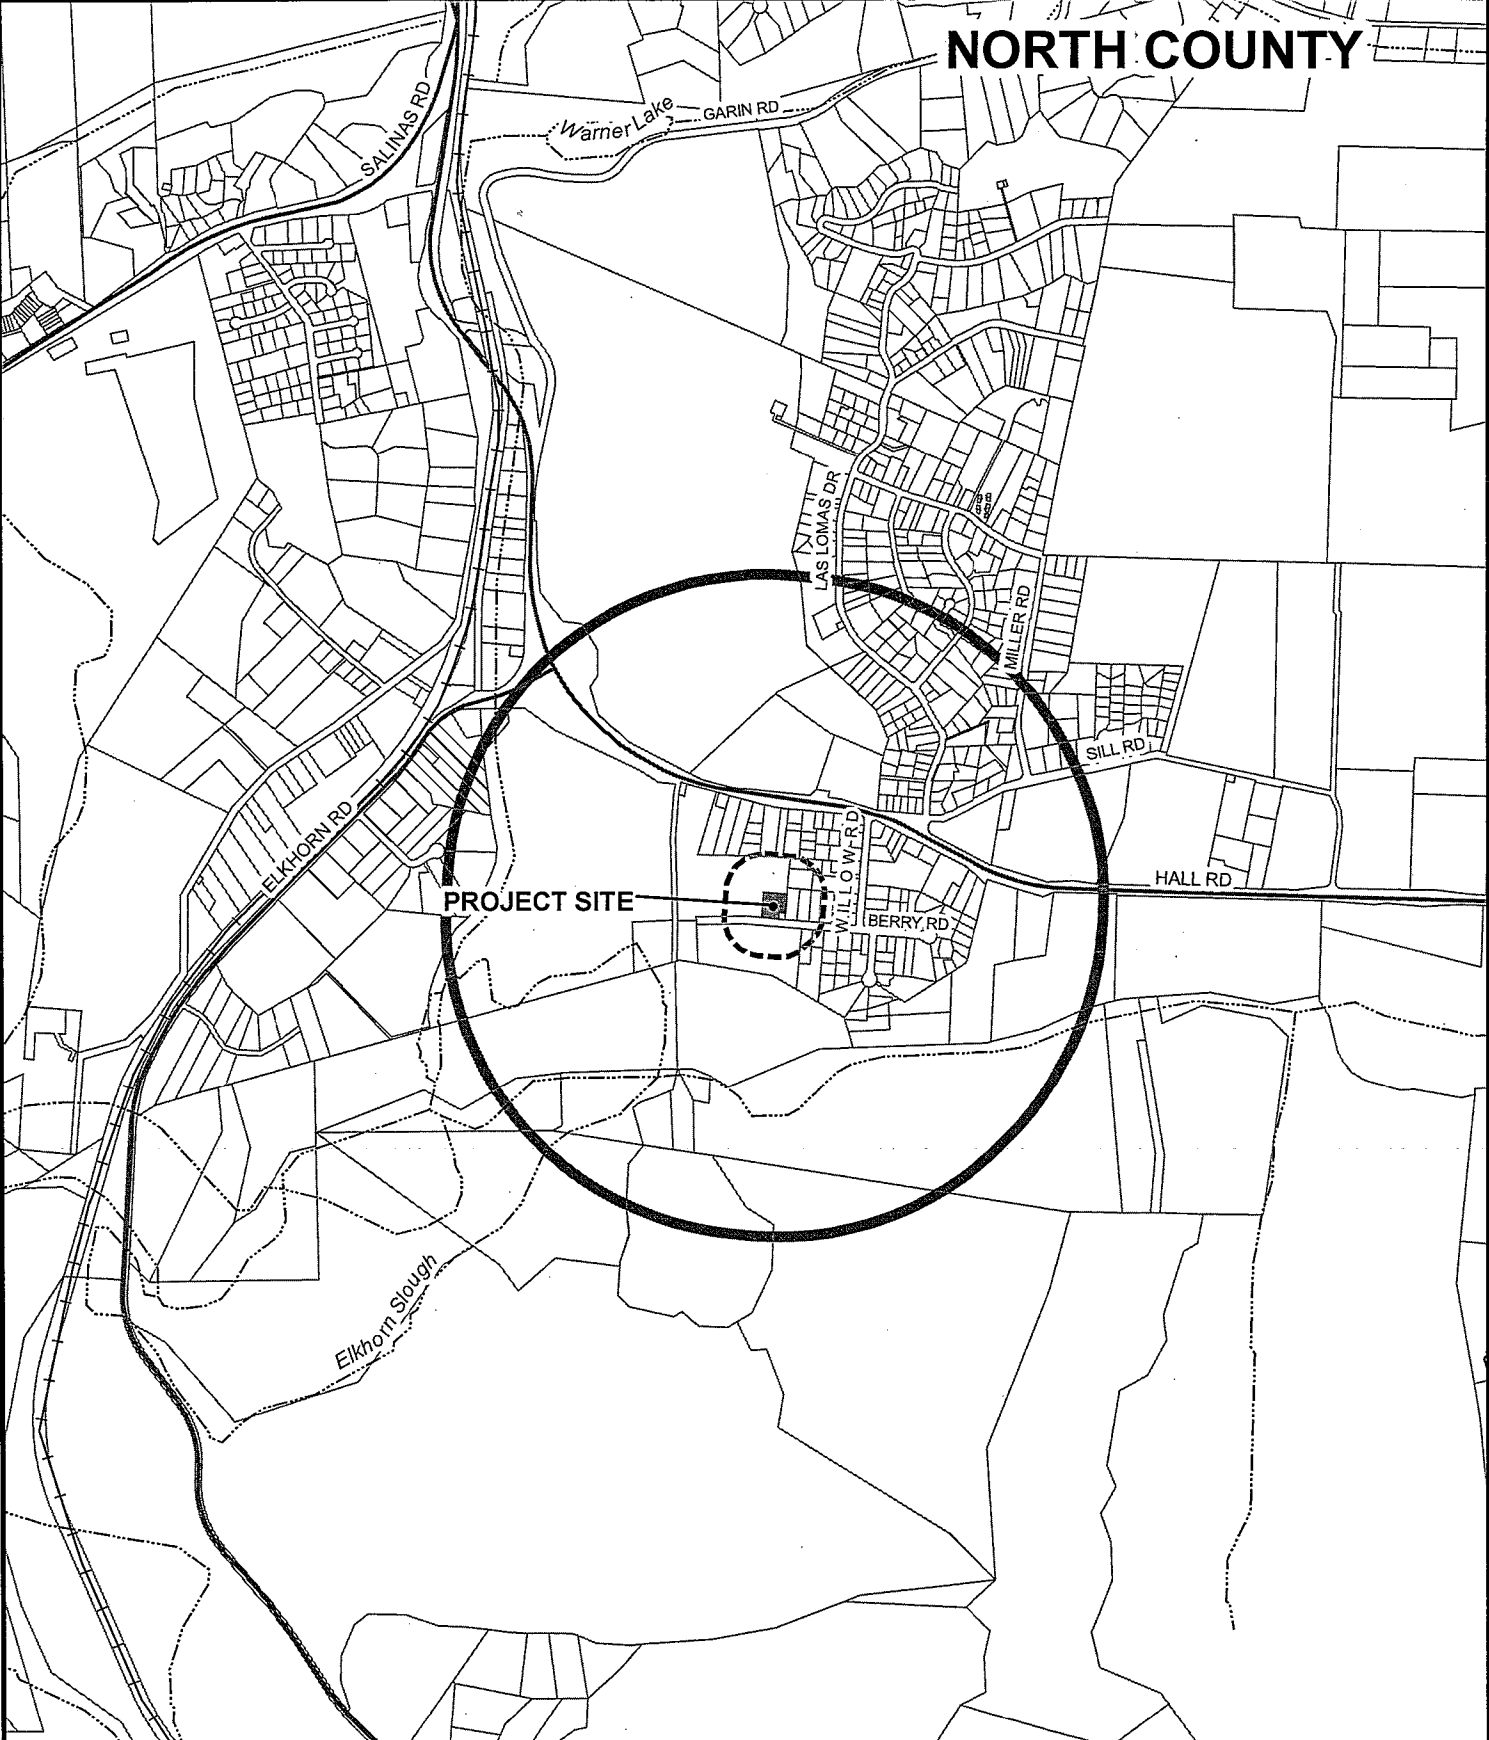 NORTH COUNTY
SALINAS RD
Warner Lake
GARIN RD
LAS LOMAS DR
MILLER RD
SILL RD
ELKHORN RD
WILLOW RD
HALL RD
PROJECT SITE
BERRY RD
Elkhorn Slough